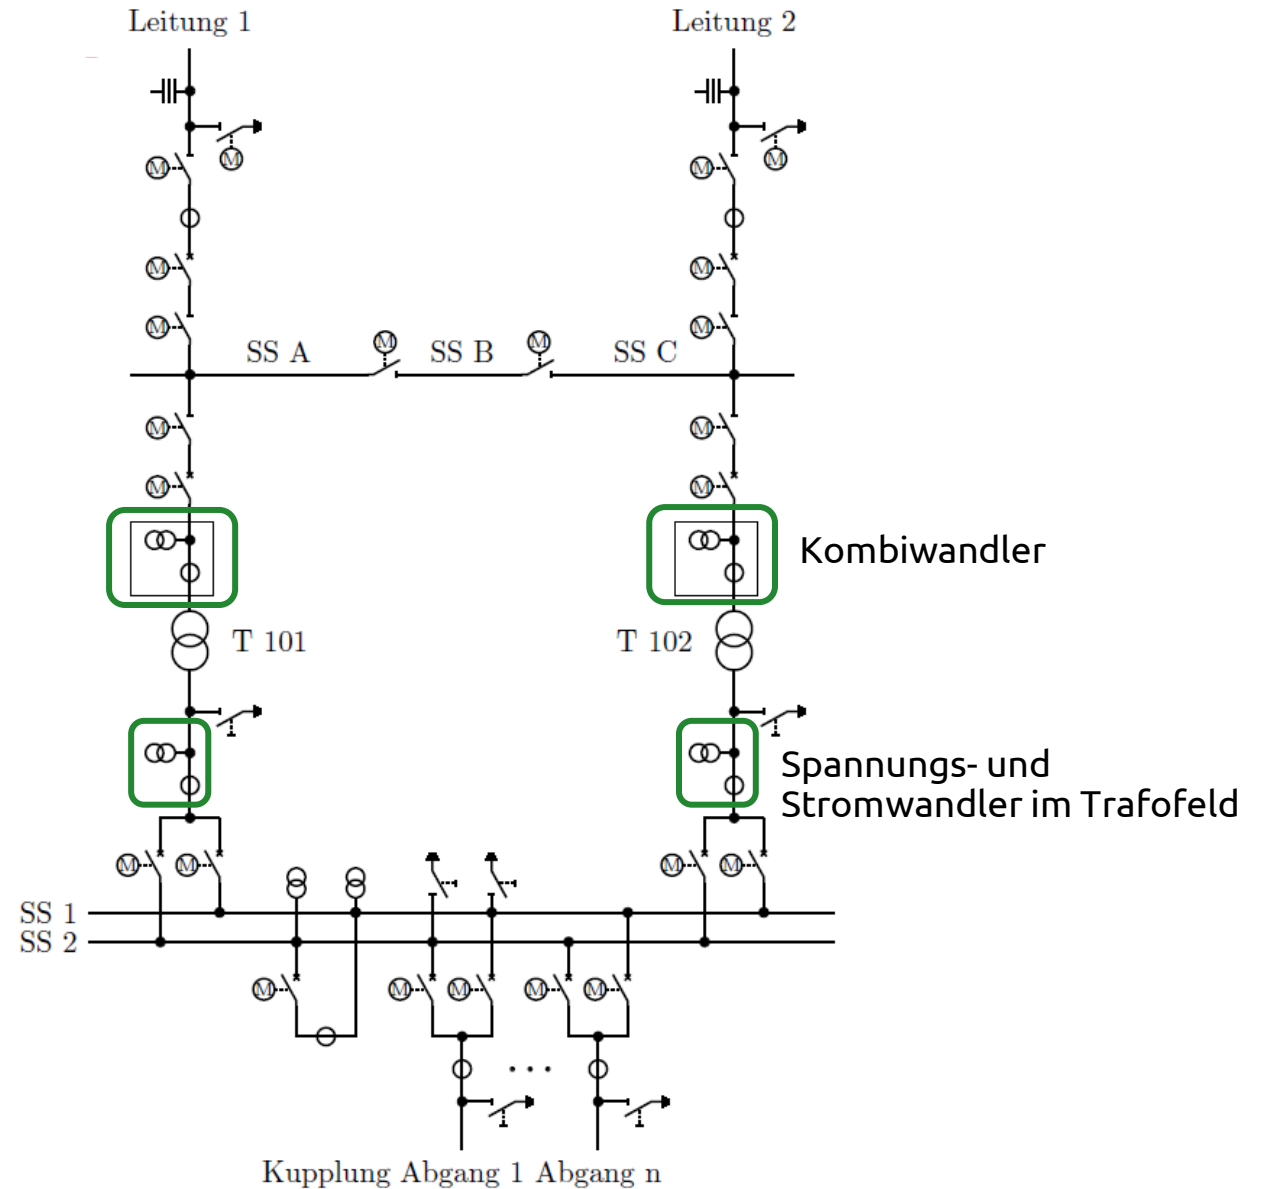 Leitung 1
Leitung 2
M
M
M
M
M
M
M
M
M
M
SS A
SS B
SS C
M
M
M
M
Kombiwandler
T 101
T 102
Spannungs- und
Stromwandler im Trafofeld
M
M
M
M
SS 1
SS 2
M
M
M
M
M
...
Kupplung Abgang 1 Abgang n